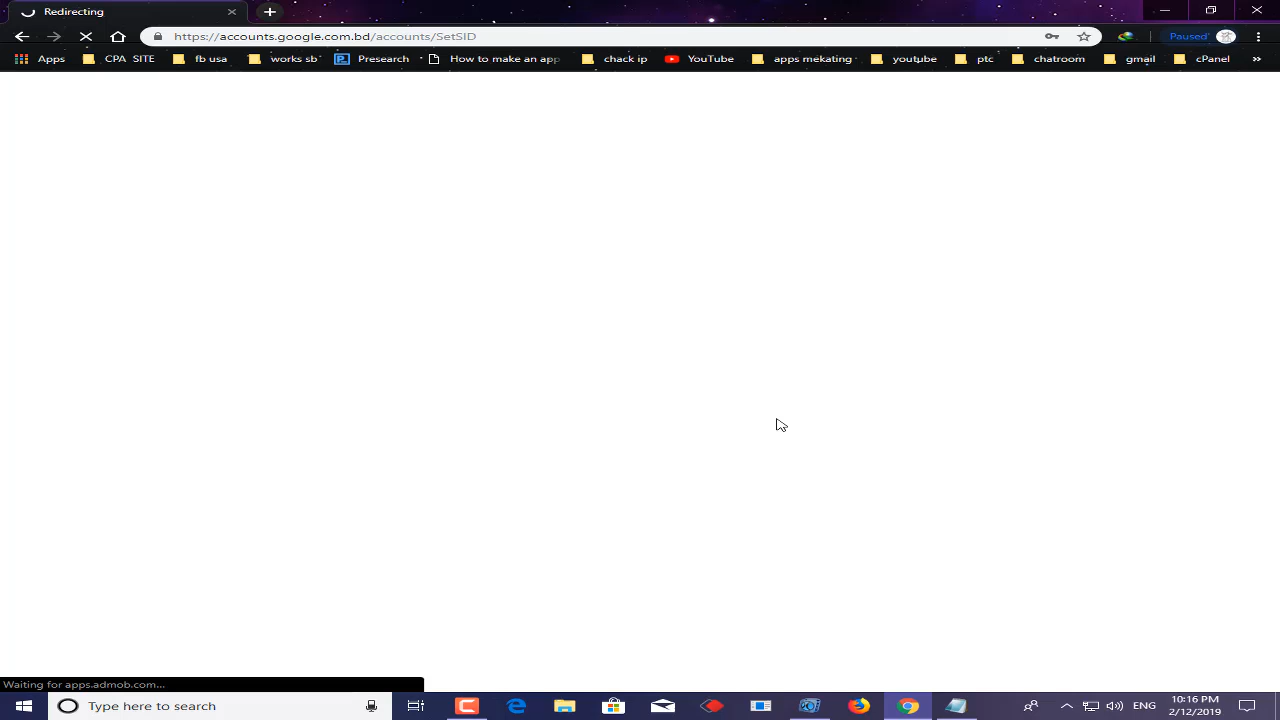 Redirecting
https://accounts.google.com.bd/accounts/SetSID
Paused
Apps CPA SITE fb usa works sb Presearch How to make an app chack ip YouTube apps mekating youtube ptc chatroom gmail cPanel »
Waiting for apps.admob.com...
Type here to search
ENG
10:16 PM
2/12/2019